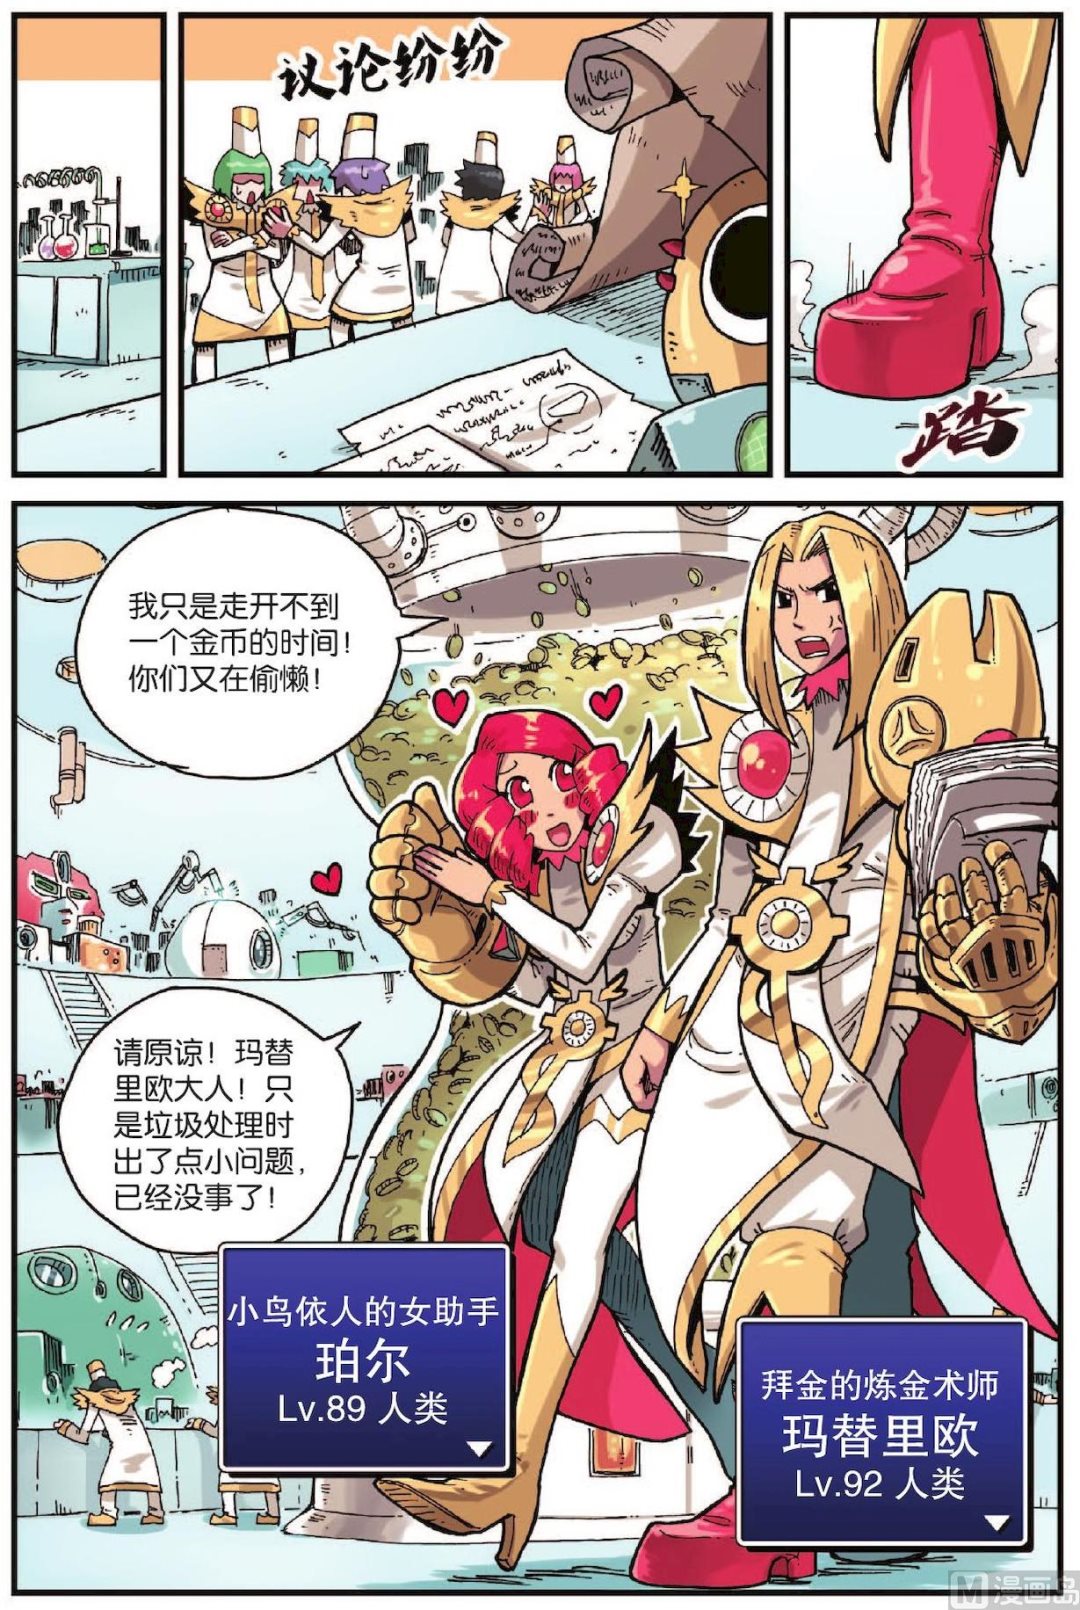 议论纷纷
踏
我只是走开不到
一个金币的时间！
你们又在偷懒！
请原谅！玛替
里欧大人！只
是垃圾处理时
出了点小问题，
已经没事了！
小鸟依人的女助手
珀尔
Lv.89 人类
拜金的炼金术师
玛替里欧
Lv.92 人类
漫画岛